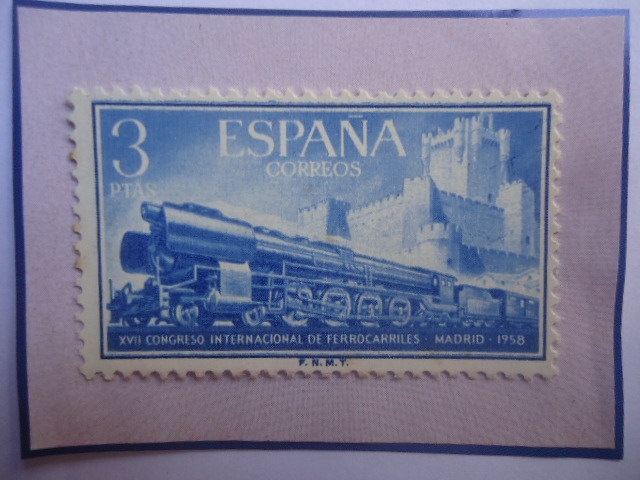 3
PTAS
ESPAÑA
CORREOS
XVII CONGRESO INTERNACIONAL DE FERROCARRILES · MADRID · 1958
F.N.M.T.